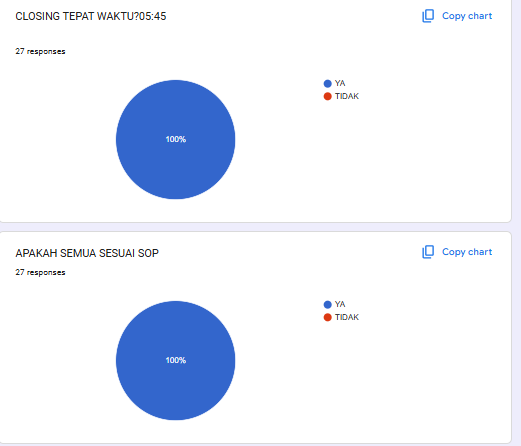 CLOSING TEPAT WAKTU?05:45
Copy chart
27 responses
YA
TIDAK
100%
APAKAH SEMUA SESUAI SOP
Copy chart
27 responses
YA
TIDAK
100%